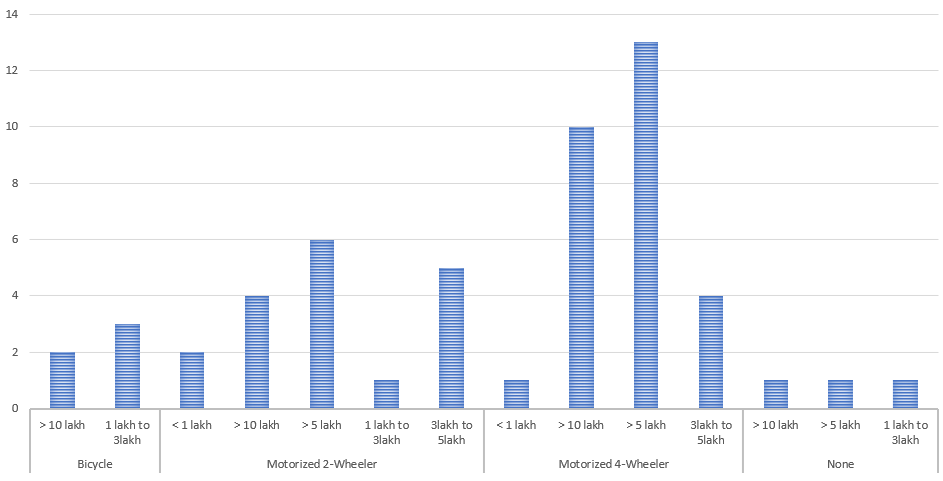 14
12
10
8
6
4
2
0
> 10 lakh
1 lakh to
3lakh
< 1 lakh
> 10 lakh
> 5 lakh
1 lakh to
3lakh
3lakh to
5lakh
< 1 lakh
> 10 lakh
> 5 lakh
3lakh to
5lakh
> 10 lakh
> 5 lakh
1 lakh to
3lakh
Bicycle
Motorized 2-Wheeler
Motorized 4-Wheeler
None